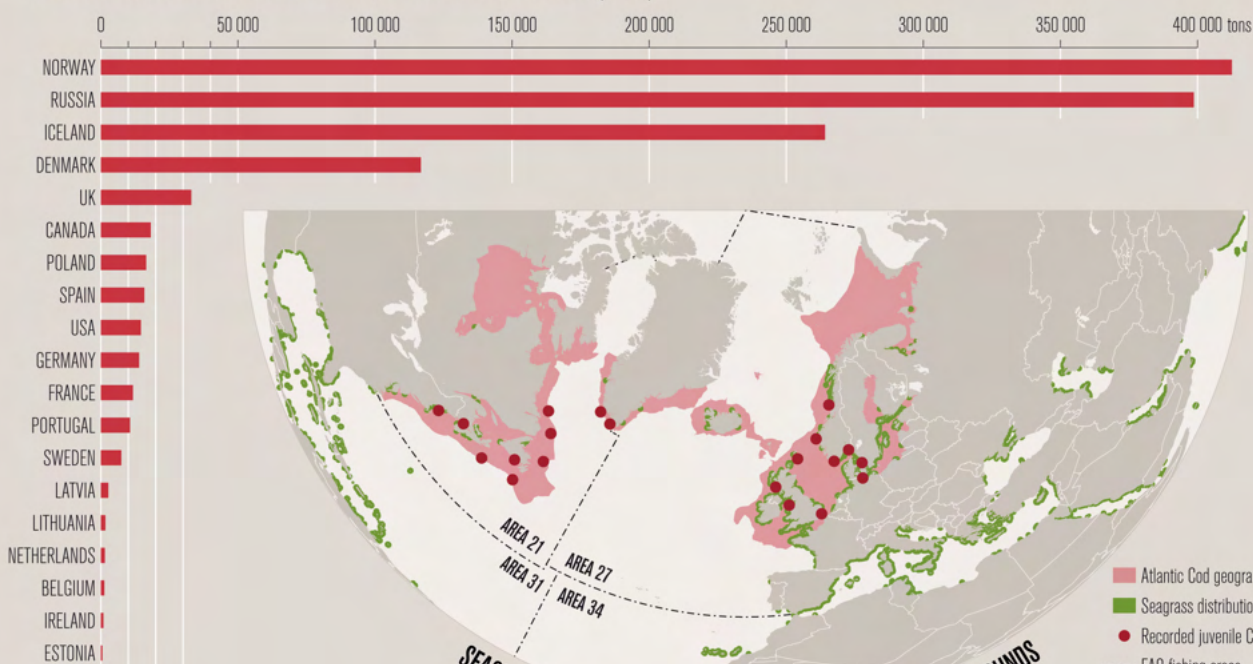 0 50 000 100 000 150 000 200 000 250 000 300 000 350 000 400 000 tons
NORWAY
RUSSIA
ICELAND
DENMARK
UK
CANADA
POLAND
SPAIN
USA
GERMANY
FRANCE
PORTUGAL
SWEDEN
LATVIA
LITHUANIA
NETHERLANDS
BELGIUM
IRELAND
ESTONIA
AREA 21
AREA 27
AREA 31
AREA 34
Atlantic Cod geogra
Seagrass distributio
Recorded juvenile C